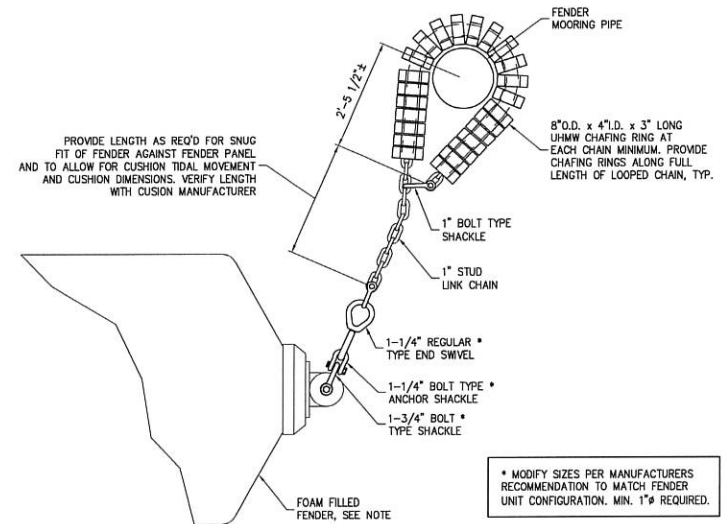 FENDER
MOORING PIPE
2'-5 1/2"±
PROVIDE LENGTH AS REQ'D FOR SNUG
FIT OF FENDER AGAINST FENDER PANEL
AND TO ALLOW FOR CUSHION TIDAL MOVEMENT
AND CUSHION DIMENSIONS. VERIFY LENGTH
WITH CUSION MANUFACTURER
8"O.D. x 4"I.D. x 3" LONG
UHMW CHAFING RING AT
EACH CHAIN MINIMUM. PROVIDE
CHAFING RINGS ALONG FULL
LENGTH OF LOOPED CHAIN, TYP.
1" BOLT TYPE
SHACKLE
1" STUD
LINK CHAIN
1-1/4" REGULAR *
TYPE END SWIVEL
1-1/4" BOLT TYPE *
ANCHOR SHACKLE
1-3/4" BOLT *
TYPE SHACKLE
FOAM FILLED
FENDER, SEE NOTE
* MODIFY SIZES PER MANUFACTURERS
RECOMMENDATION TO MATCH FENDER
UNIT CONFIGURATION. MIN. 1"ø REQUIRED.